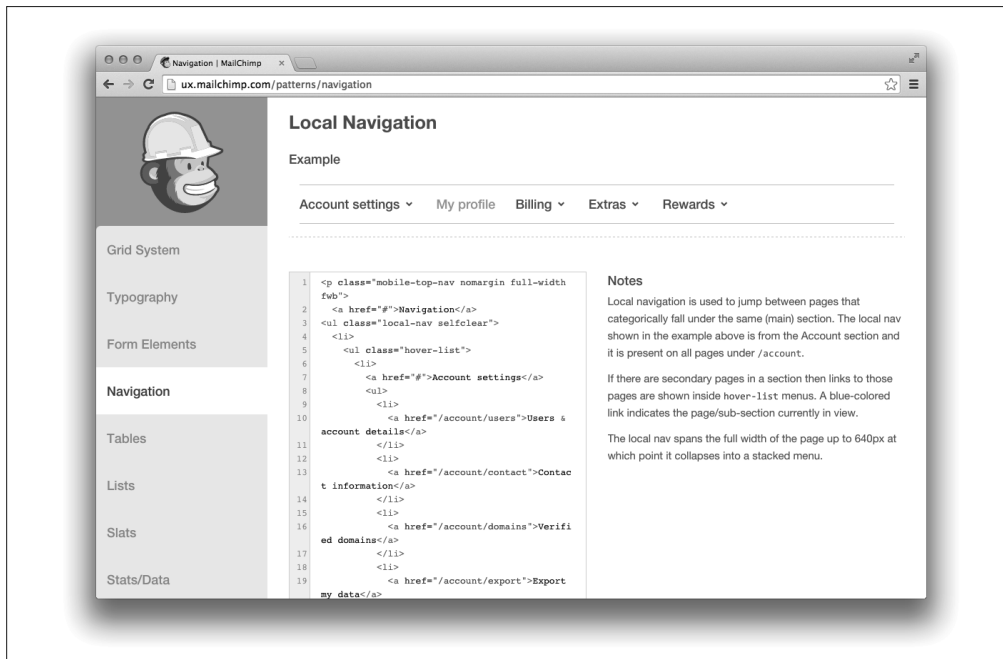 Navigation | MailChimp
ux.mailchimp.com/patterns/navigation
Grid System
Typography
Form Elements
Navigation
Tables
Lists
Slats
Stats/Data
Local Navigation
Example
Account settings My profile Billing Extras Rewards
1 <p class="mobile-top-nav nomargin full-width
fwb">
2 <a href="#">Navigation</a>
3 <ul class="local-nav selfclear">
4 <li>
5 <ul class="hover-list">
6 <li>
7 <a href="#">Account settings</a>
8 <ul>
9 <li>
10 <a href="/account/users">Users &
account details</a>
11 </li>
12 <li>
13 <a href="/account/contact">Contac
t information</a>
14 </li>
15 <li>
16 <a href="/account/domains">Verifi
ed domains</a>
17 </li>
18 <li>
19 <a href="/account/export">Export
my data</a>
Notes
Local navigation is used to jump between pages that
categorically fall under the same (main) section. The local nav
shown in the example above is from the Account section and
it is present on all pages under /account.
If there are secondary pages in a section then links to those
pages are shown inside hover-list menus. A blue-colored
link indicates the page/sub-section currently in view.
The local nav spans the full width of the page up to 640px at
which point it collapses into a stacked menu.